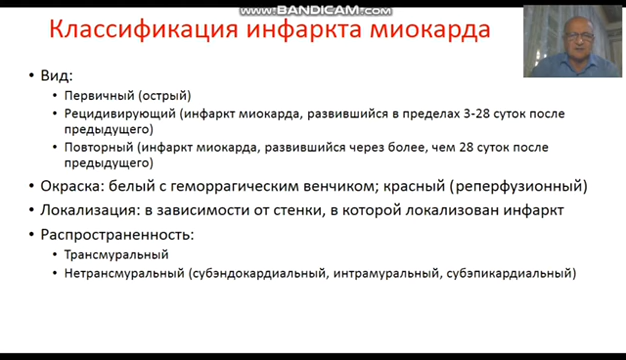 www.BANDICAM.com
Классификация инфаркта миокарда
• Вид:
• Первичный (острый)
• Рецидивирующий (инфаркт миокарда, развившийся в пределах 3-28 суток после
предыдущего)
• Повторный (инфаркт миокарда, развившийся через более, чем 28 суток после
предыдущего)
• Окраска: белый с геморрагическим венчиком; красный (реперфузионный)
• Локализация: в зависимости от стенки, в которой локализован инфаркт
• Распространенность:
• Трансмуральный
• Нетрансмуральный (субэндокардиальный, интрамуральный, субэпикардиальный)